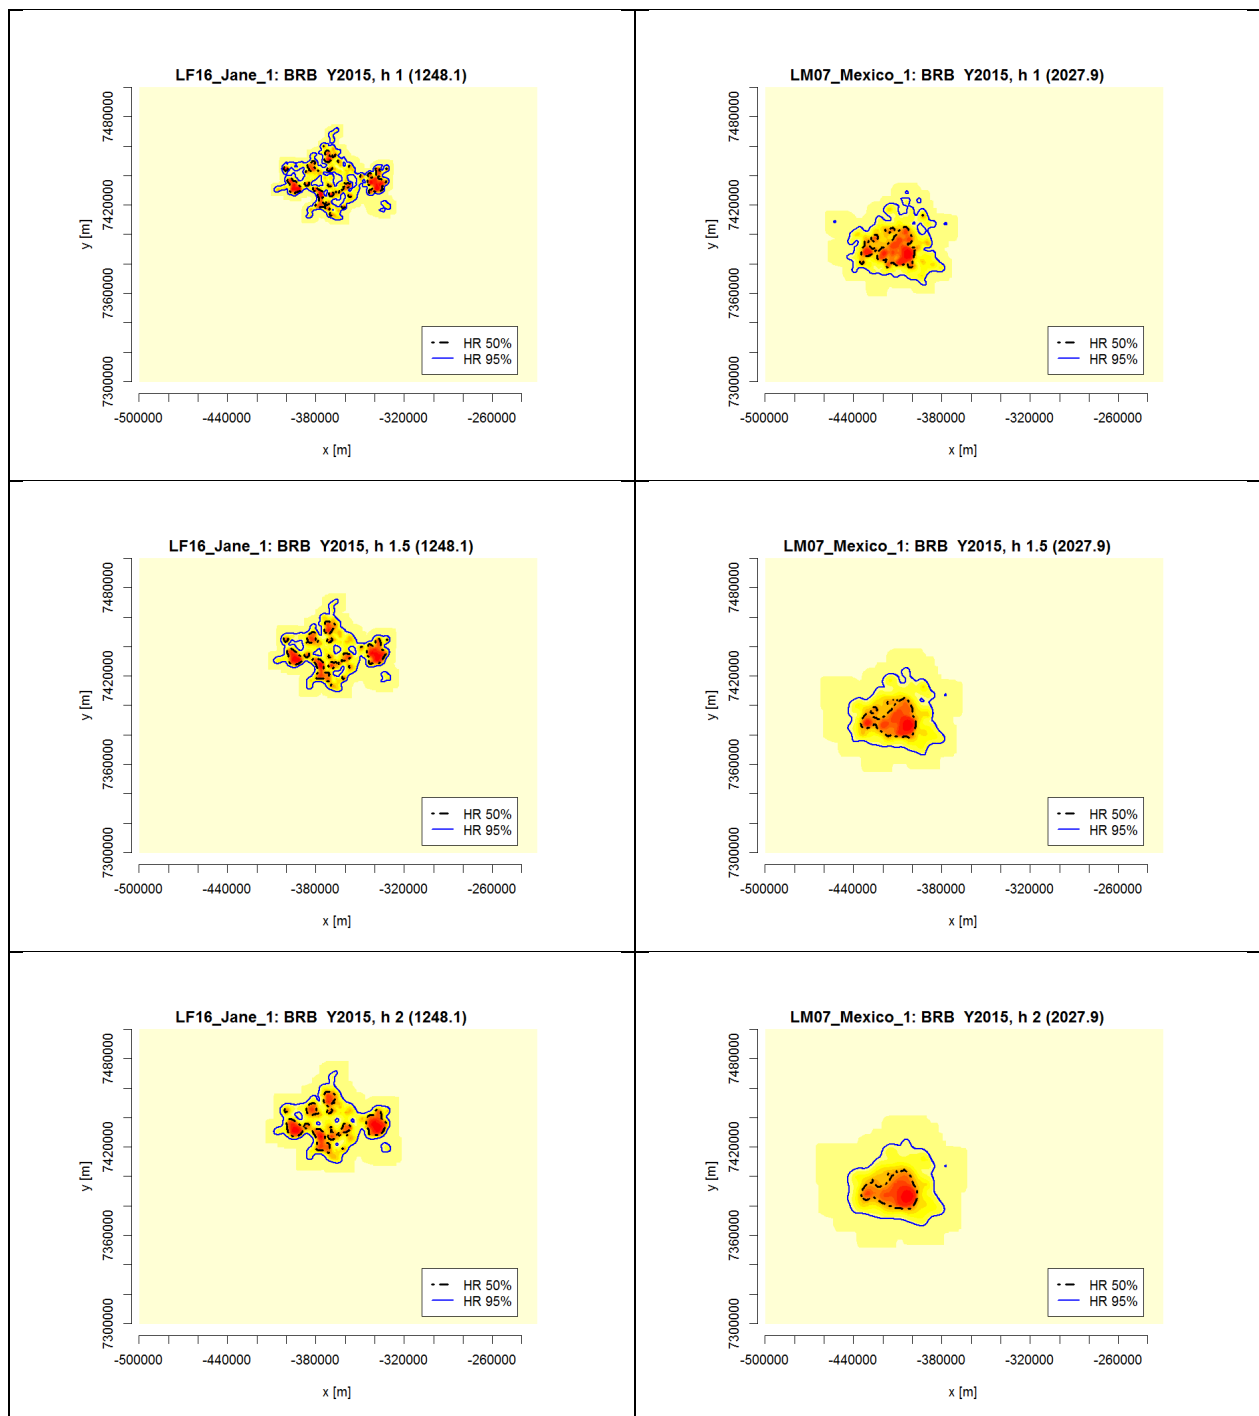 LF16_Jane_1: BRB  Y2015, h 1 (1248.1)
y [m]
7480000
7420000
7360000
7300000
HR 50%
HR 95%
-500000 -440000 -380000 -320000 -260000
x [m]
LM07_Mexico_1: BRB  Y2015, h 1 (2027.9)
y [m]
7480000
7420000
7360000
7300000
HR 50%
HR 95%
-500000 -440000 -380000 -320000 -260000
x [m]
LF16_Jane_1: BRB  Y2015, h 1.5 (1248.1)
y [m]
7480000
7420000
7360000
7300000
HR 50%
HR 95%
-500000 -440000 -380000 -320000 -260000
x [m]
LM07_Mexico_1: BRB  Y2015, h 1.5 (2027.9)
y [m]
7480000
7420000
7360000
7300000
HR 50%
HR 95%
-500000 -440000 -380000 -320000 -260000
x [m]
LF16_Jane_1: BRB  Y2015, h 2 (1248.1)
y [m]
7480000
7420000
7360000
7300000
HR 50%
HR 95%
-500000 -440000 -380000 -320000 -260000
x [m]
LM07_Mexico_1: BRB  Y2015, h 2 (2027.9)
y [m]
7480000
7420000
7360000
7300000
HR 50%
HR 95%
-500000 -440000 -380000 -320000 -260000
x [m]